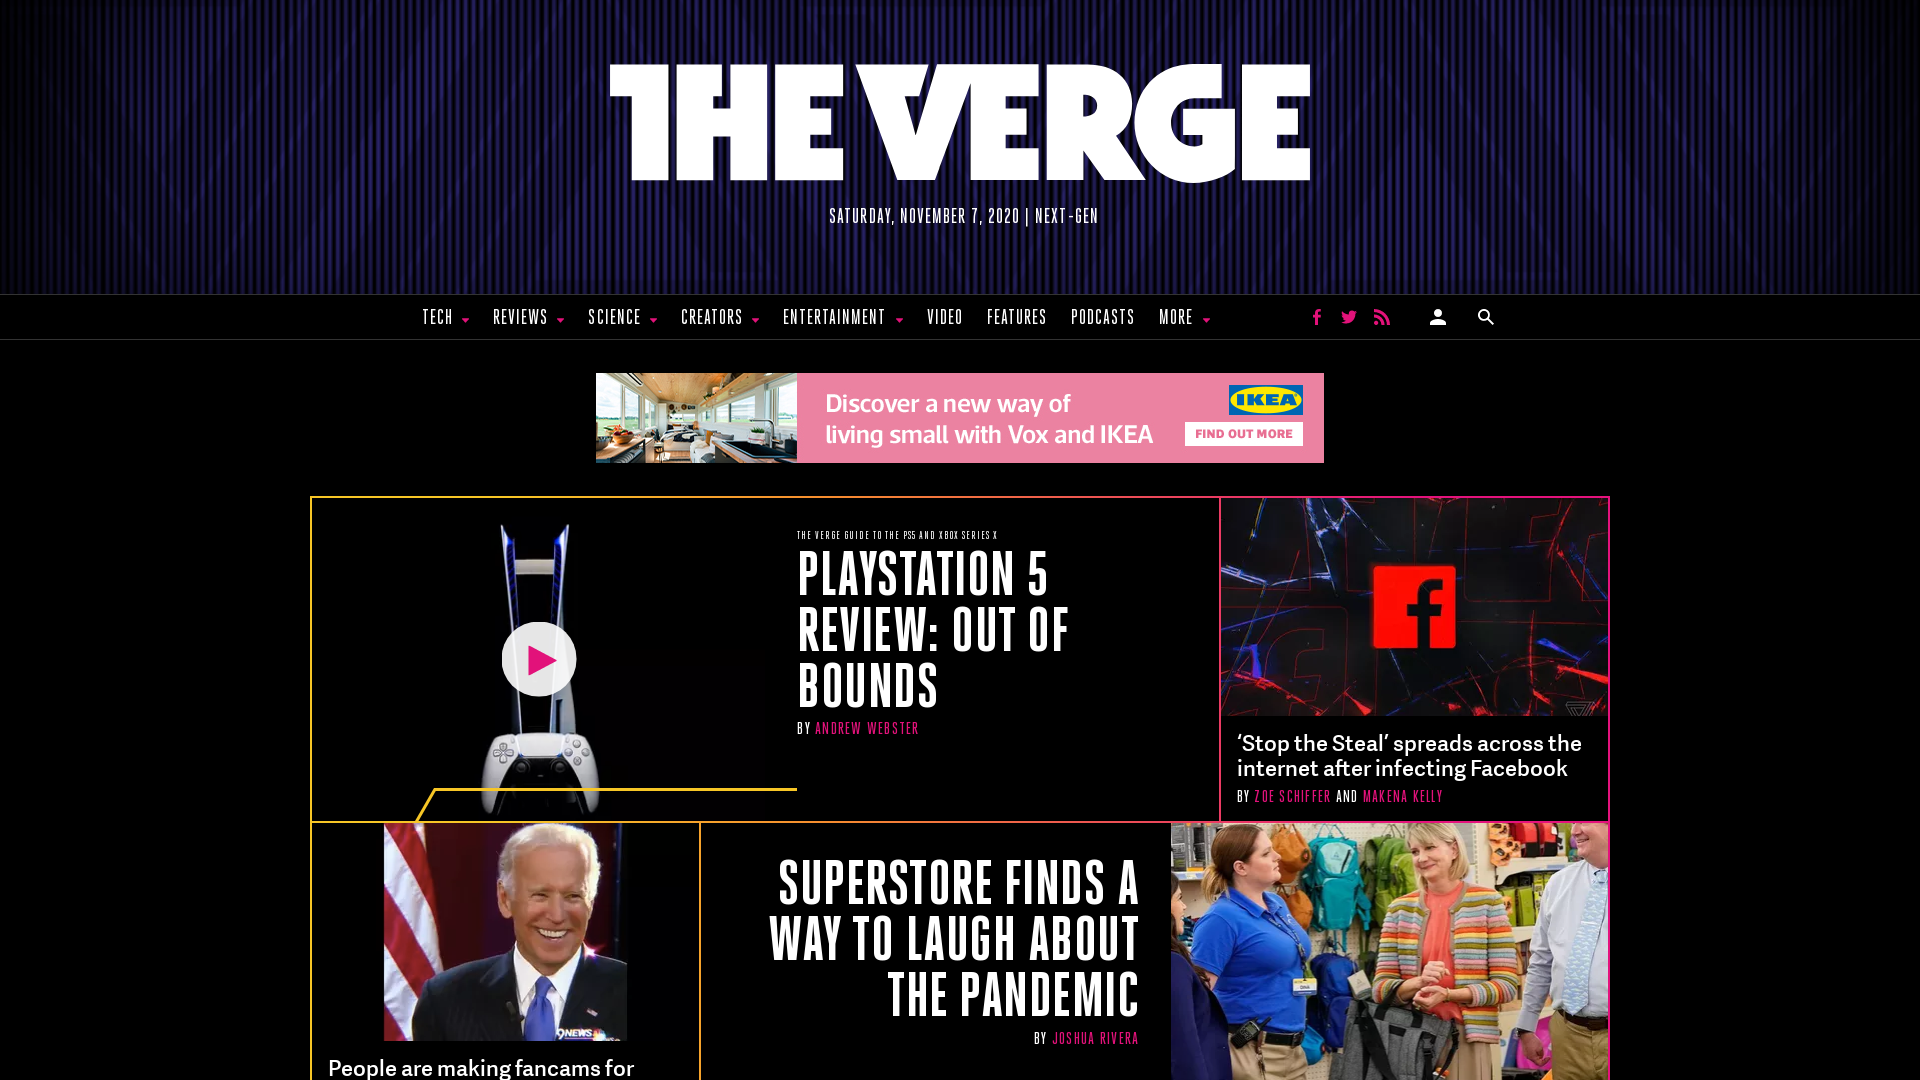 THE VERGE
SATURDAY, NOVEMBER 7, 2020 | NEXT-GEN
TECH REVIEWS SCIENCE CREATORS ENTERTAINMENT VIDEO FEATURES PODCASTS MORE
Discover a new way of
living small with Vox and IKEA
IKEA
FIND OUT MORE
THE VERGE GUIDE TO THE PS5 AND XBOX SERIES X
PLAYSTATION 5
REVIEW: OUT OF
BOUNDS
BY ANDREW WEBSTER
‘Stop the Steal’ spreads across the
internet after infecting Facebook
BY ZOE SCHIFFER AND MAKENA KELLY
9NEWS
People are making fancams for
SUPERSTORE FINDS A
WAY TO LAUGH ABOUT
THE PANDEMIC
BY JOSHUA RIVERA